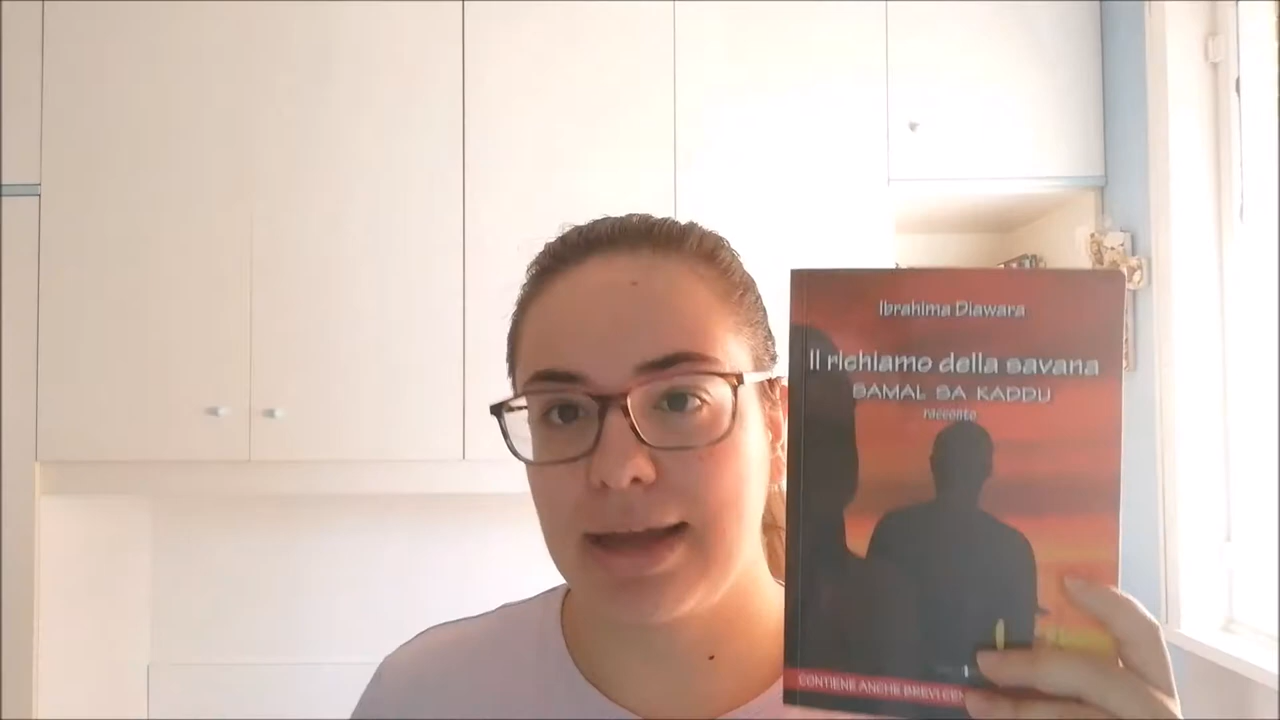 Ibrahima Diawara
Il richiamo della savana
SAMAL SA KADDU
racconto
CONTIENE ANCHE BREVI